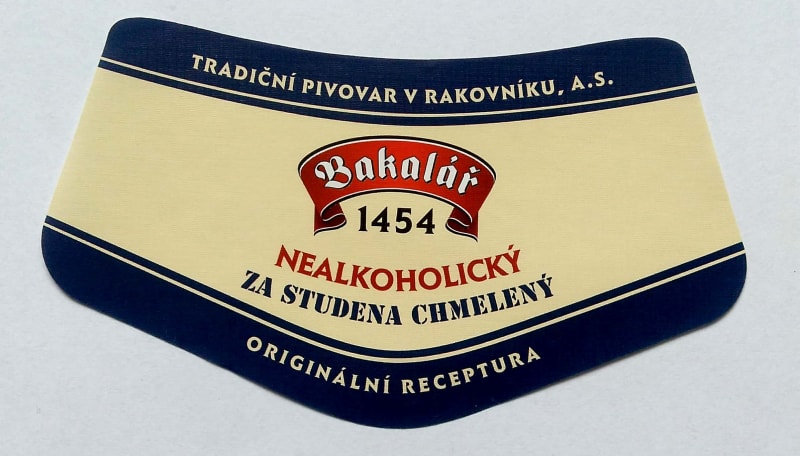 TRADIČNÍ PIVOVAR V RAKOVNÍKU, A.S.
Bakalář
1454
NEALKOHOLICKÝ
ZA STUDENA CHMELENÝ
ORIGINÁLNÍ RECEPTURA